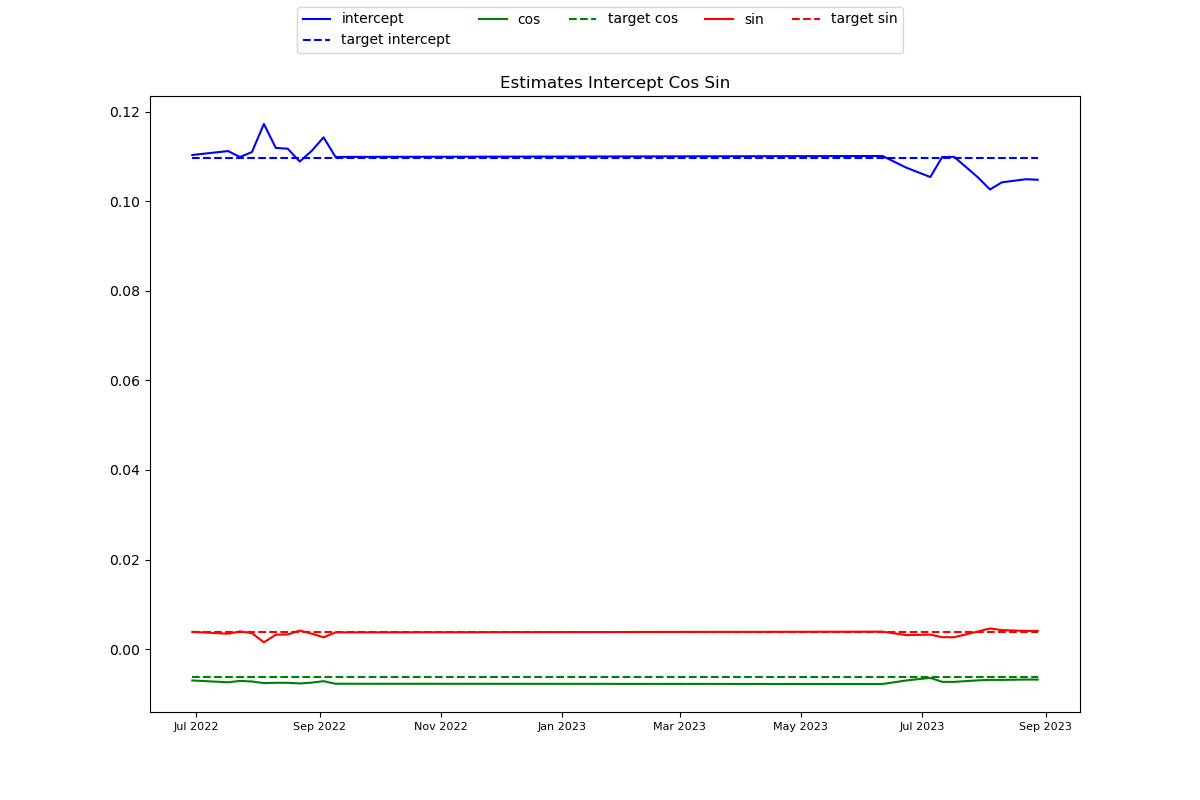 intercept cos target cos sin target sin
target intercept
Estimates Intercept Cos Sin
0.12
0.10
0.08
0.06
0.04
0.02
0.00
Jul 2022 Sep 2022 Nov 2022 Jan 2023 Mar 2023 May 2023 Jul 2023 Sep 2023